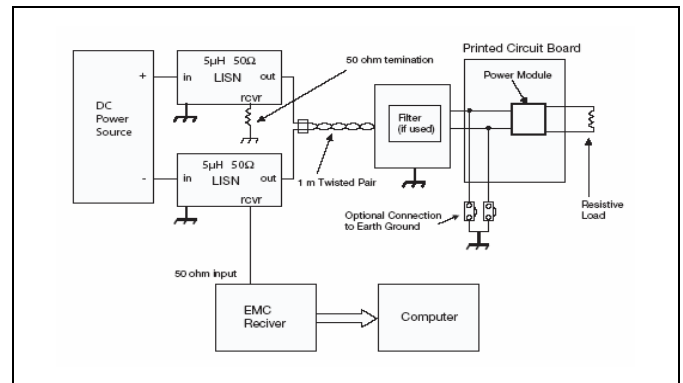 50 ohm temination
Printed Circuit Board
5µH 50Ω
LISN
in
out
rcvr
+
DC
Power
Source
-
Power Module
Filter
(if used)
5µH 50Ω
LISN
in
out
rcvr
1 m Twisted Pair
Optional Connection
to Earth Ground
Resistive
Load
50 ohm input
EMC
Reciver
Computer